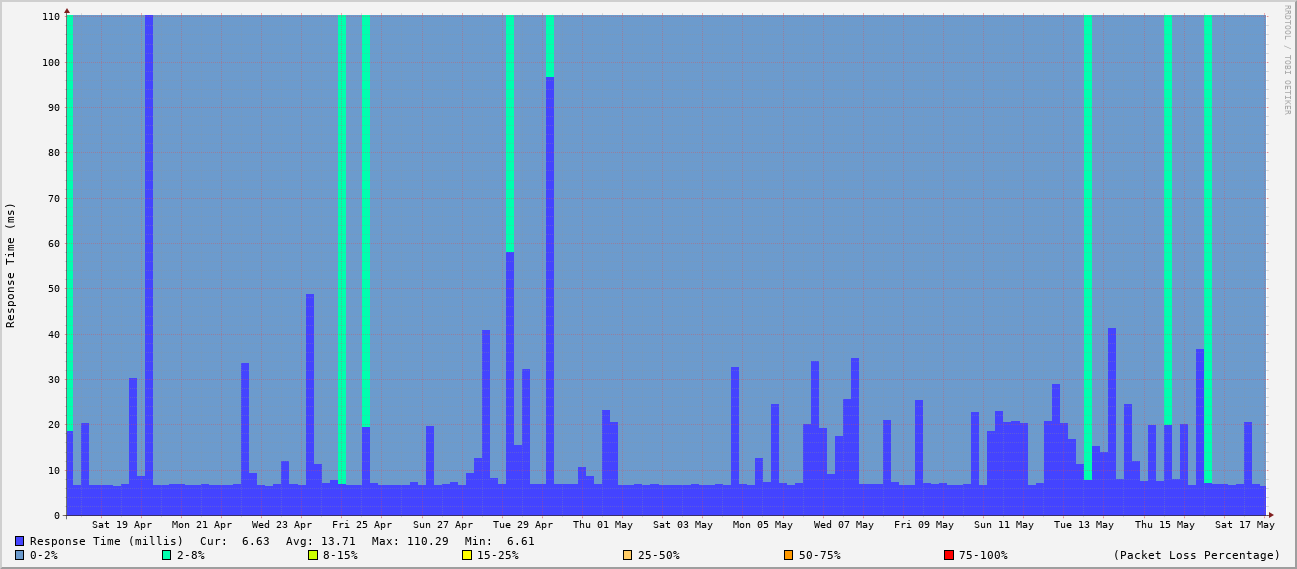 RRDTOOL / TOBI OETIKER
Response Time (ms)
110
100
90
80
70
60
50
40
30
20
10
0
Sat 19 Apr Mon 21 Apr Wed 23 Apr Fri 25 Apr Sun 27 Apr Tue 29 Apr Thu 01 May Sat 03 May Mon 05 May Wed 07 May Fri 09 May Sun 11 May Tue 13 May Thu 15 May Sat 17 May
Response Time (millis) Cur: 6.63 Avg: 13.71 Max: 110.29 Min: 6.61
0-2% 2-8% 8-15% 15-25% 25-50% 50-75% 75-100% (Packet Loss Percentage)